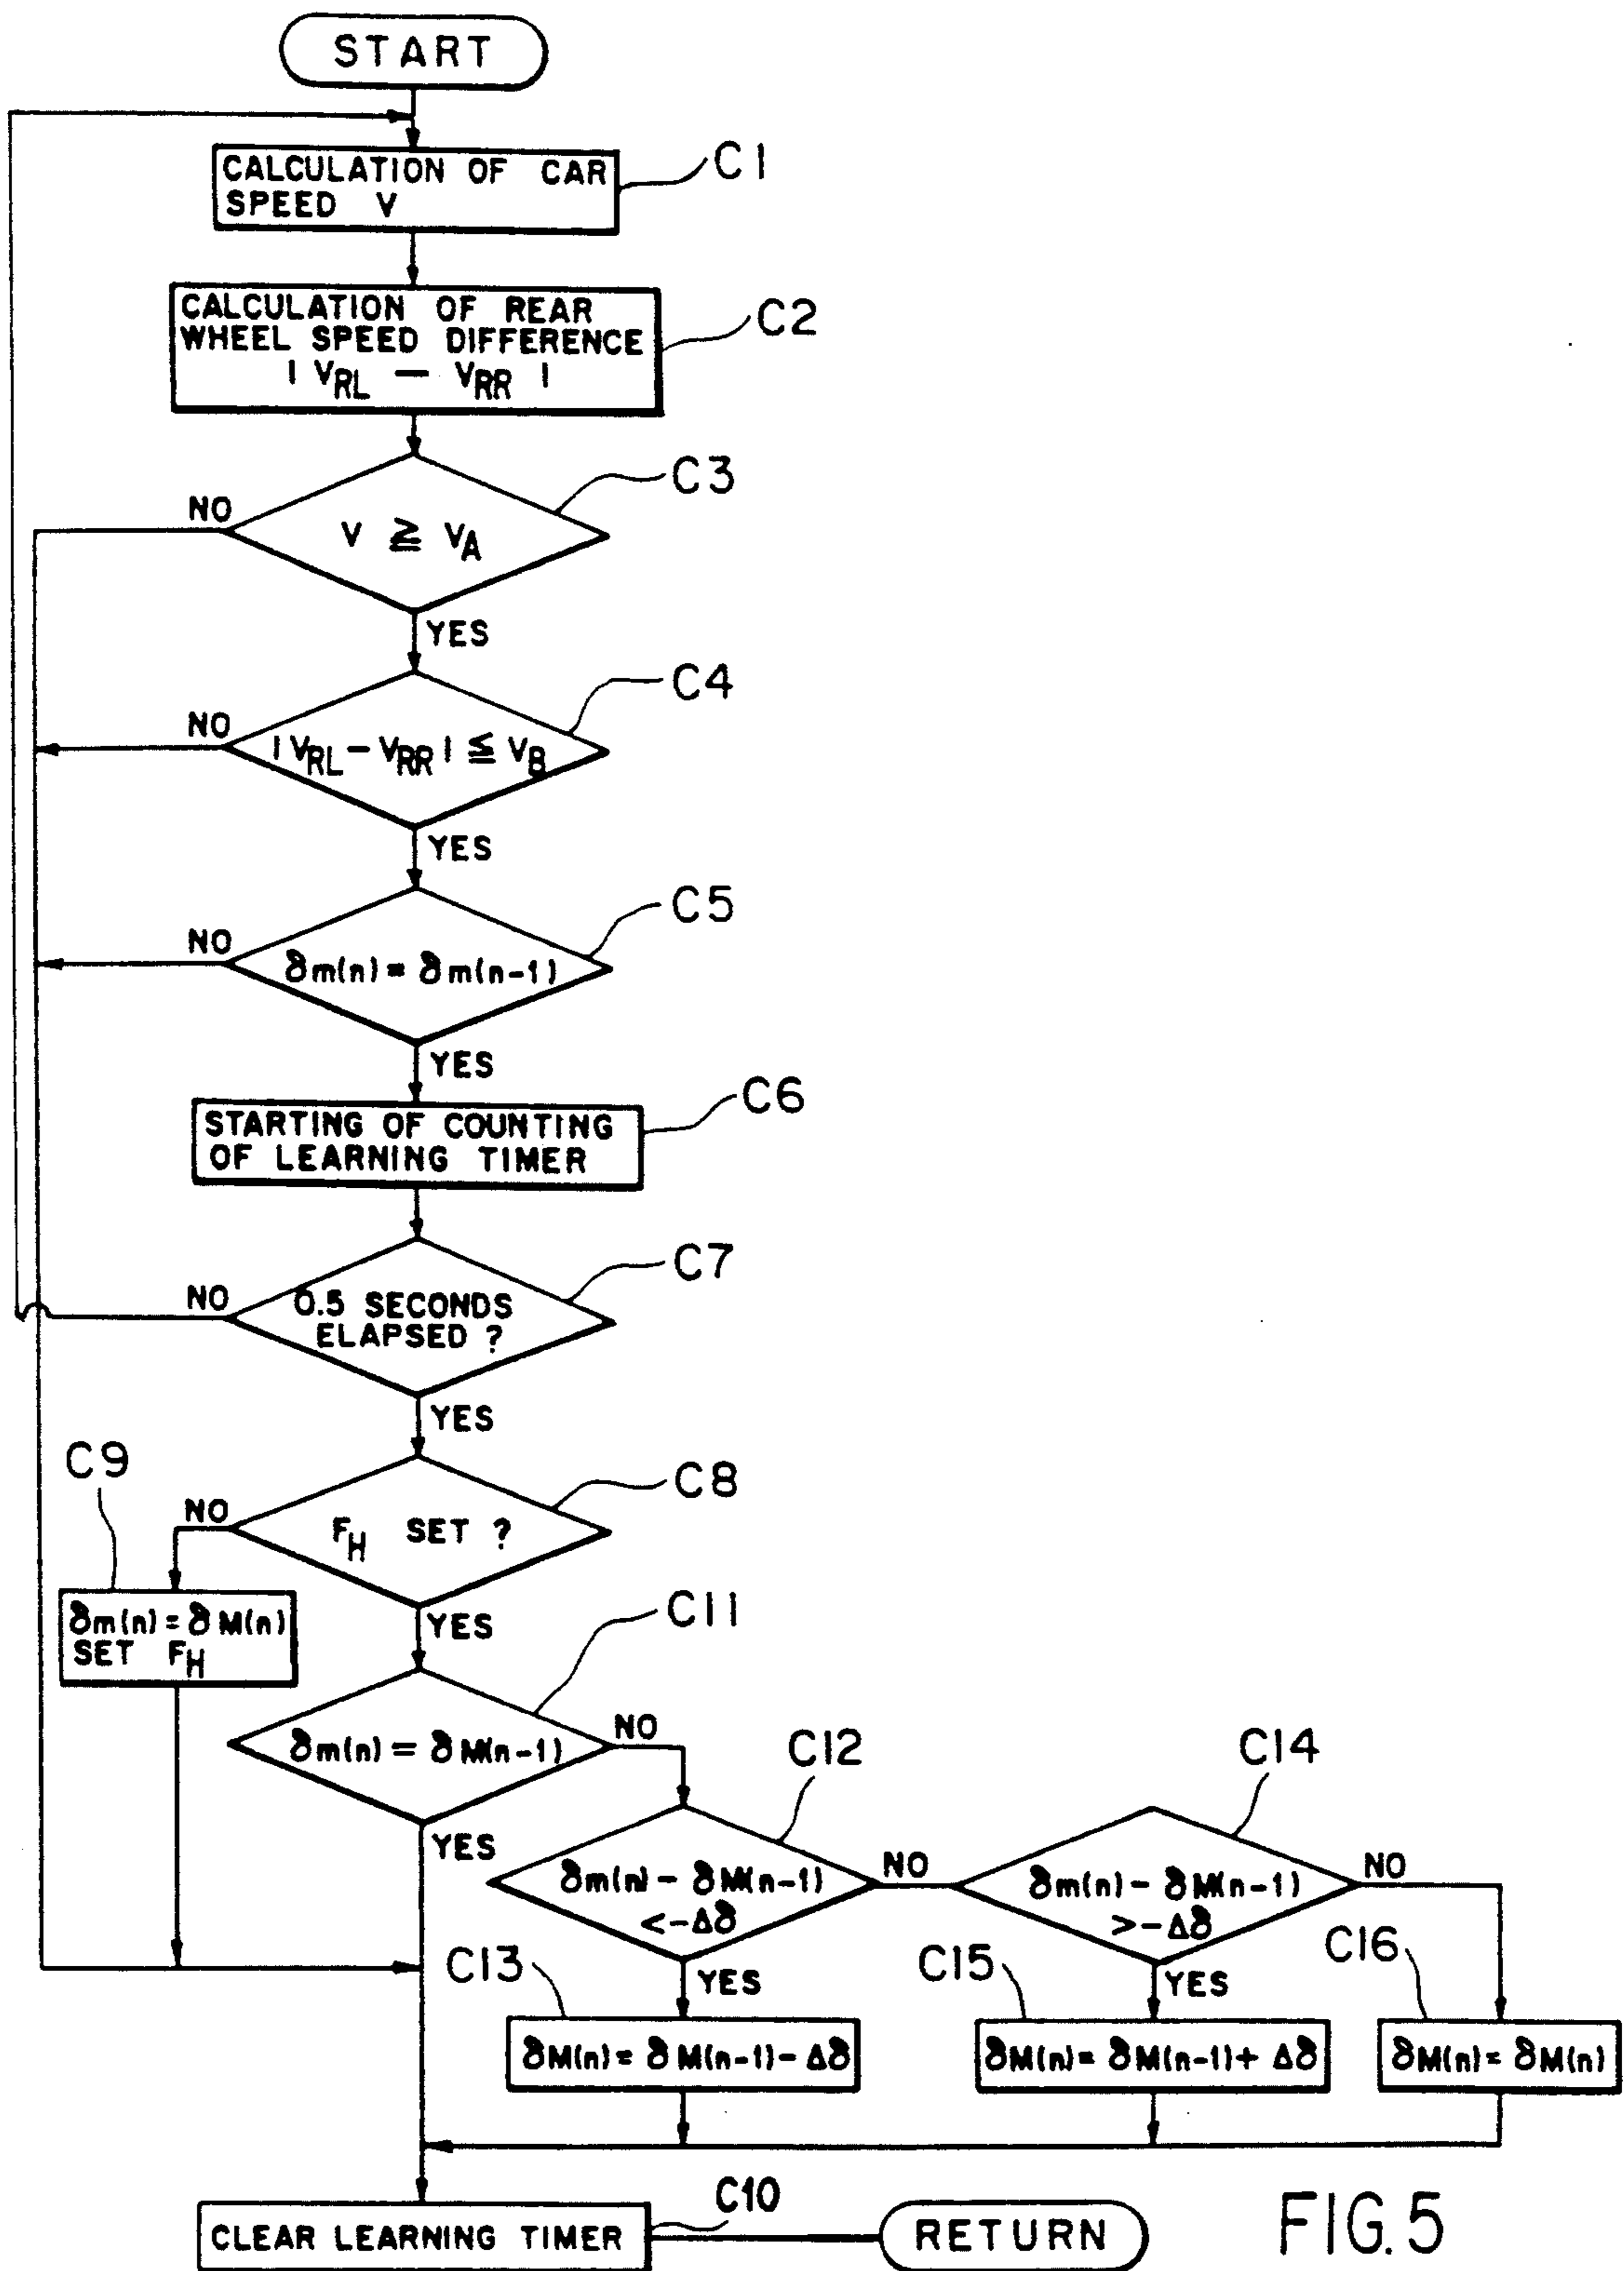 START
CALCULATION OF CAR
SPEED V
C1
CALCULATION OF REAR
WHEEL SPEED DIFFERENCE
| VRL − VRR |
C2
C3
NO
V ≧ VA
YES
C4
NO
| VRL − VRR | ≦ VB
YES
C5
NO
δm(n) = δm(n-1)
YES
C6
STARTING OF COUNTING
OF LEARNING TIMER
C7
NO
0.5 SECONDS
ELAPSED ?
YES
C9
C8
NO
FH SET ?
YES
δm(n) = δM(n)
SET FH
C11
δm(n) = δM(n-1)
NO
YES
C12
δm(n) − δM(n-1)
< −Δδ
NO
YES
C14
δm(n) − δM(n-1)
> −Δδ
NO
YES
C13
δM(n) = δM(n-1) − Δδ
C15
δM(n) = δM(n-1) + Δδ
C16
δM(n) = δM(n)
C10
CLEAR LEARNING TIMER
RETURN
FIG. 5